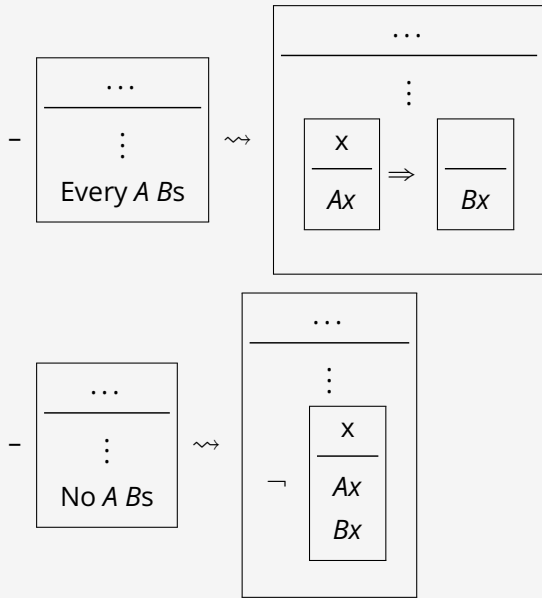 …
…
⋮
– Every A Bs ⇝ x ⇒
Ax Bx
…
…
⋮
– No A Bs ⇝ ⋮
x
¬ Ax
Bx